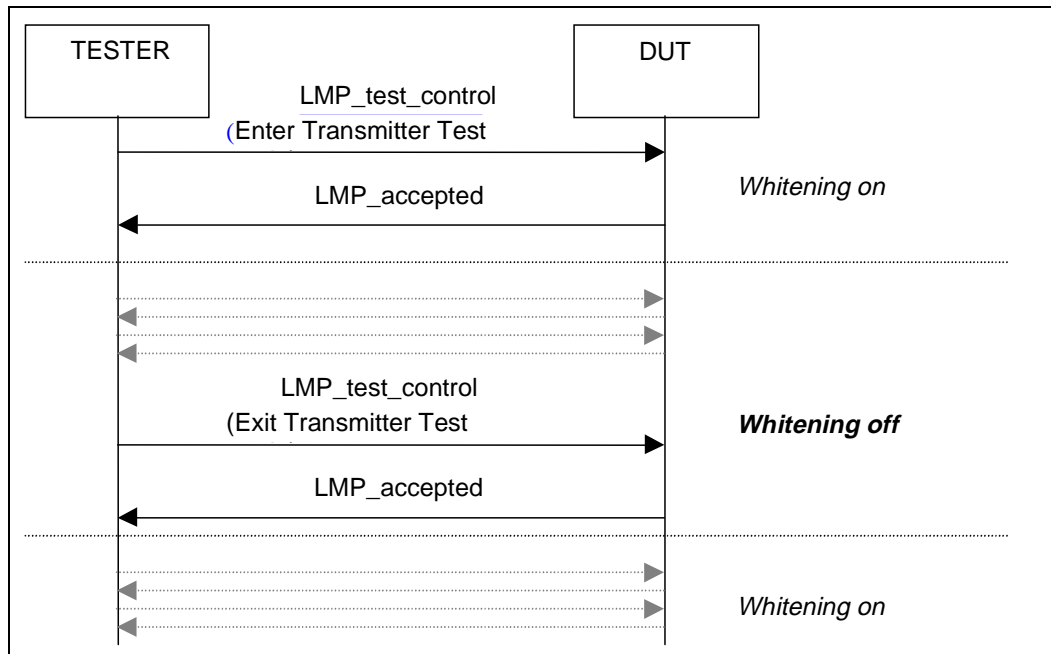 TESTER
DUT
LMP_test_control
(Enter Transmitter Test
Whitening on
LMP_accepted
LMP_test_control
(Exit Transmitter Test
Whitening off
LMP_accepted
Whitening on